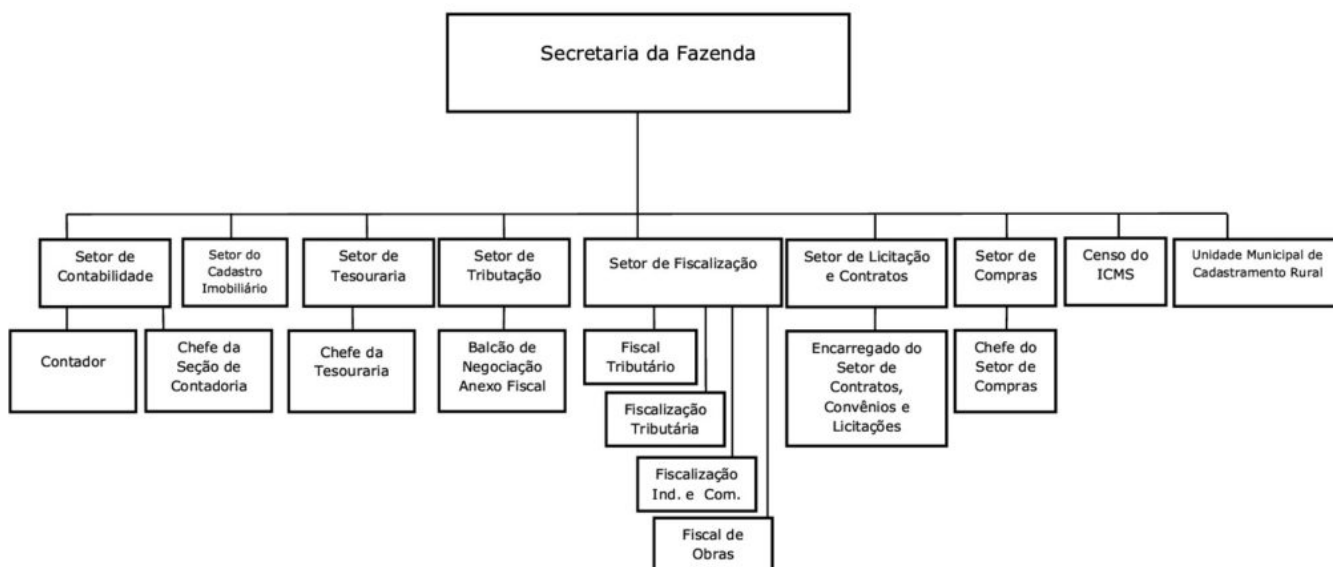 Secretaria da Fazenda
Setor de
Contabilidade
Setor do
Cadastro
Imobiliário
Setor de
Tesouraria
Setor de
Tributação
Setor de Fiscalização
Setor de Licitação
e Contratos
Setor de
Compras
Censo do
ICMS
Unidade Municipal de
Cadastramento Rural
Contador
Chefe da
Seção de
Contadoria
Chefe da
Tesouraria
Balcão de
Negociação
Anexo Fiscal
Fiscal
Tributário
Fiscalização
Tributária
Fiscalização
Ind. e Com.
Fiscal de
Obras
Encarregado do
Setor de
Contratos,
Convênios e
Licitações
Chefe do
Setor de
Compras